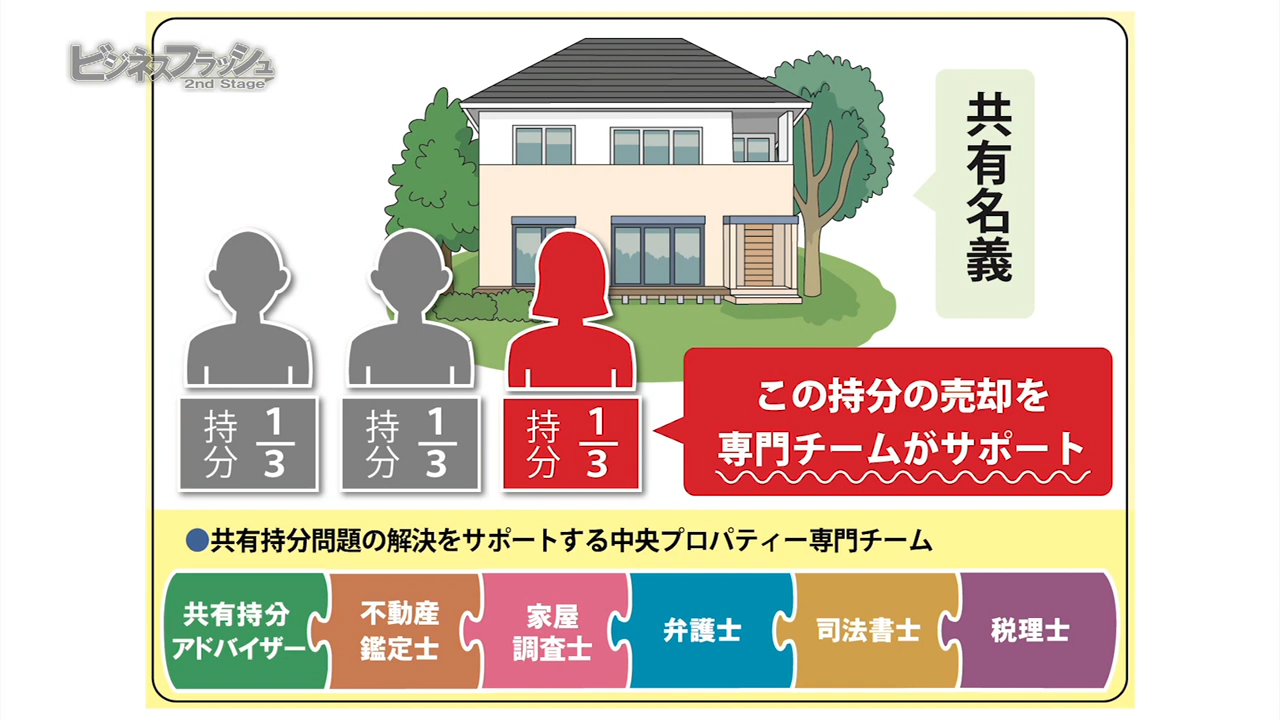 ビジネスフラッシュ
2nd Stage
共有名義
持分 1/3
持分 1/3
持分 1/3
この持分の売却を
専門チームがサポート
●共有持分問題の解決をサポートする中央プロパティー専門チーム
共有持分
アドバイザー
不動産
鑑定士
家屋
調査士
弁護士
司法書士
税理士